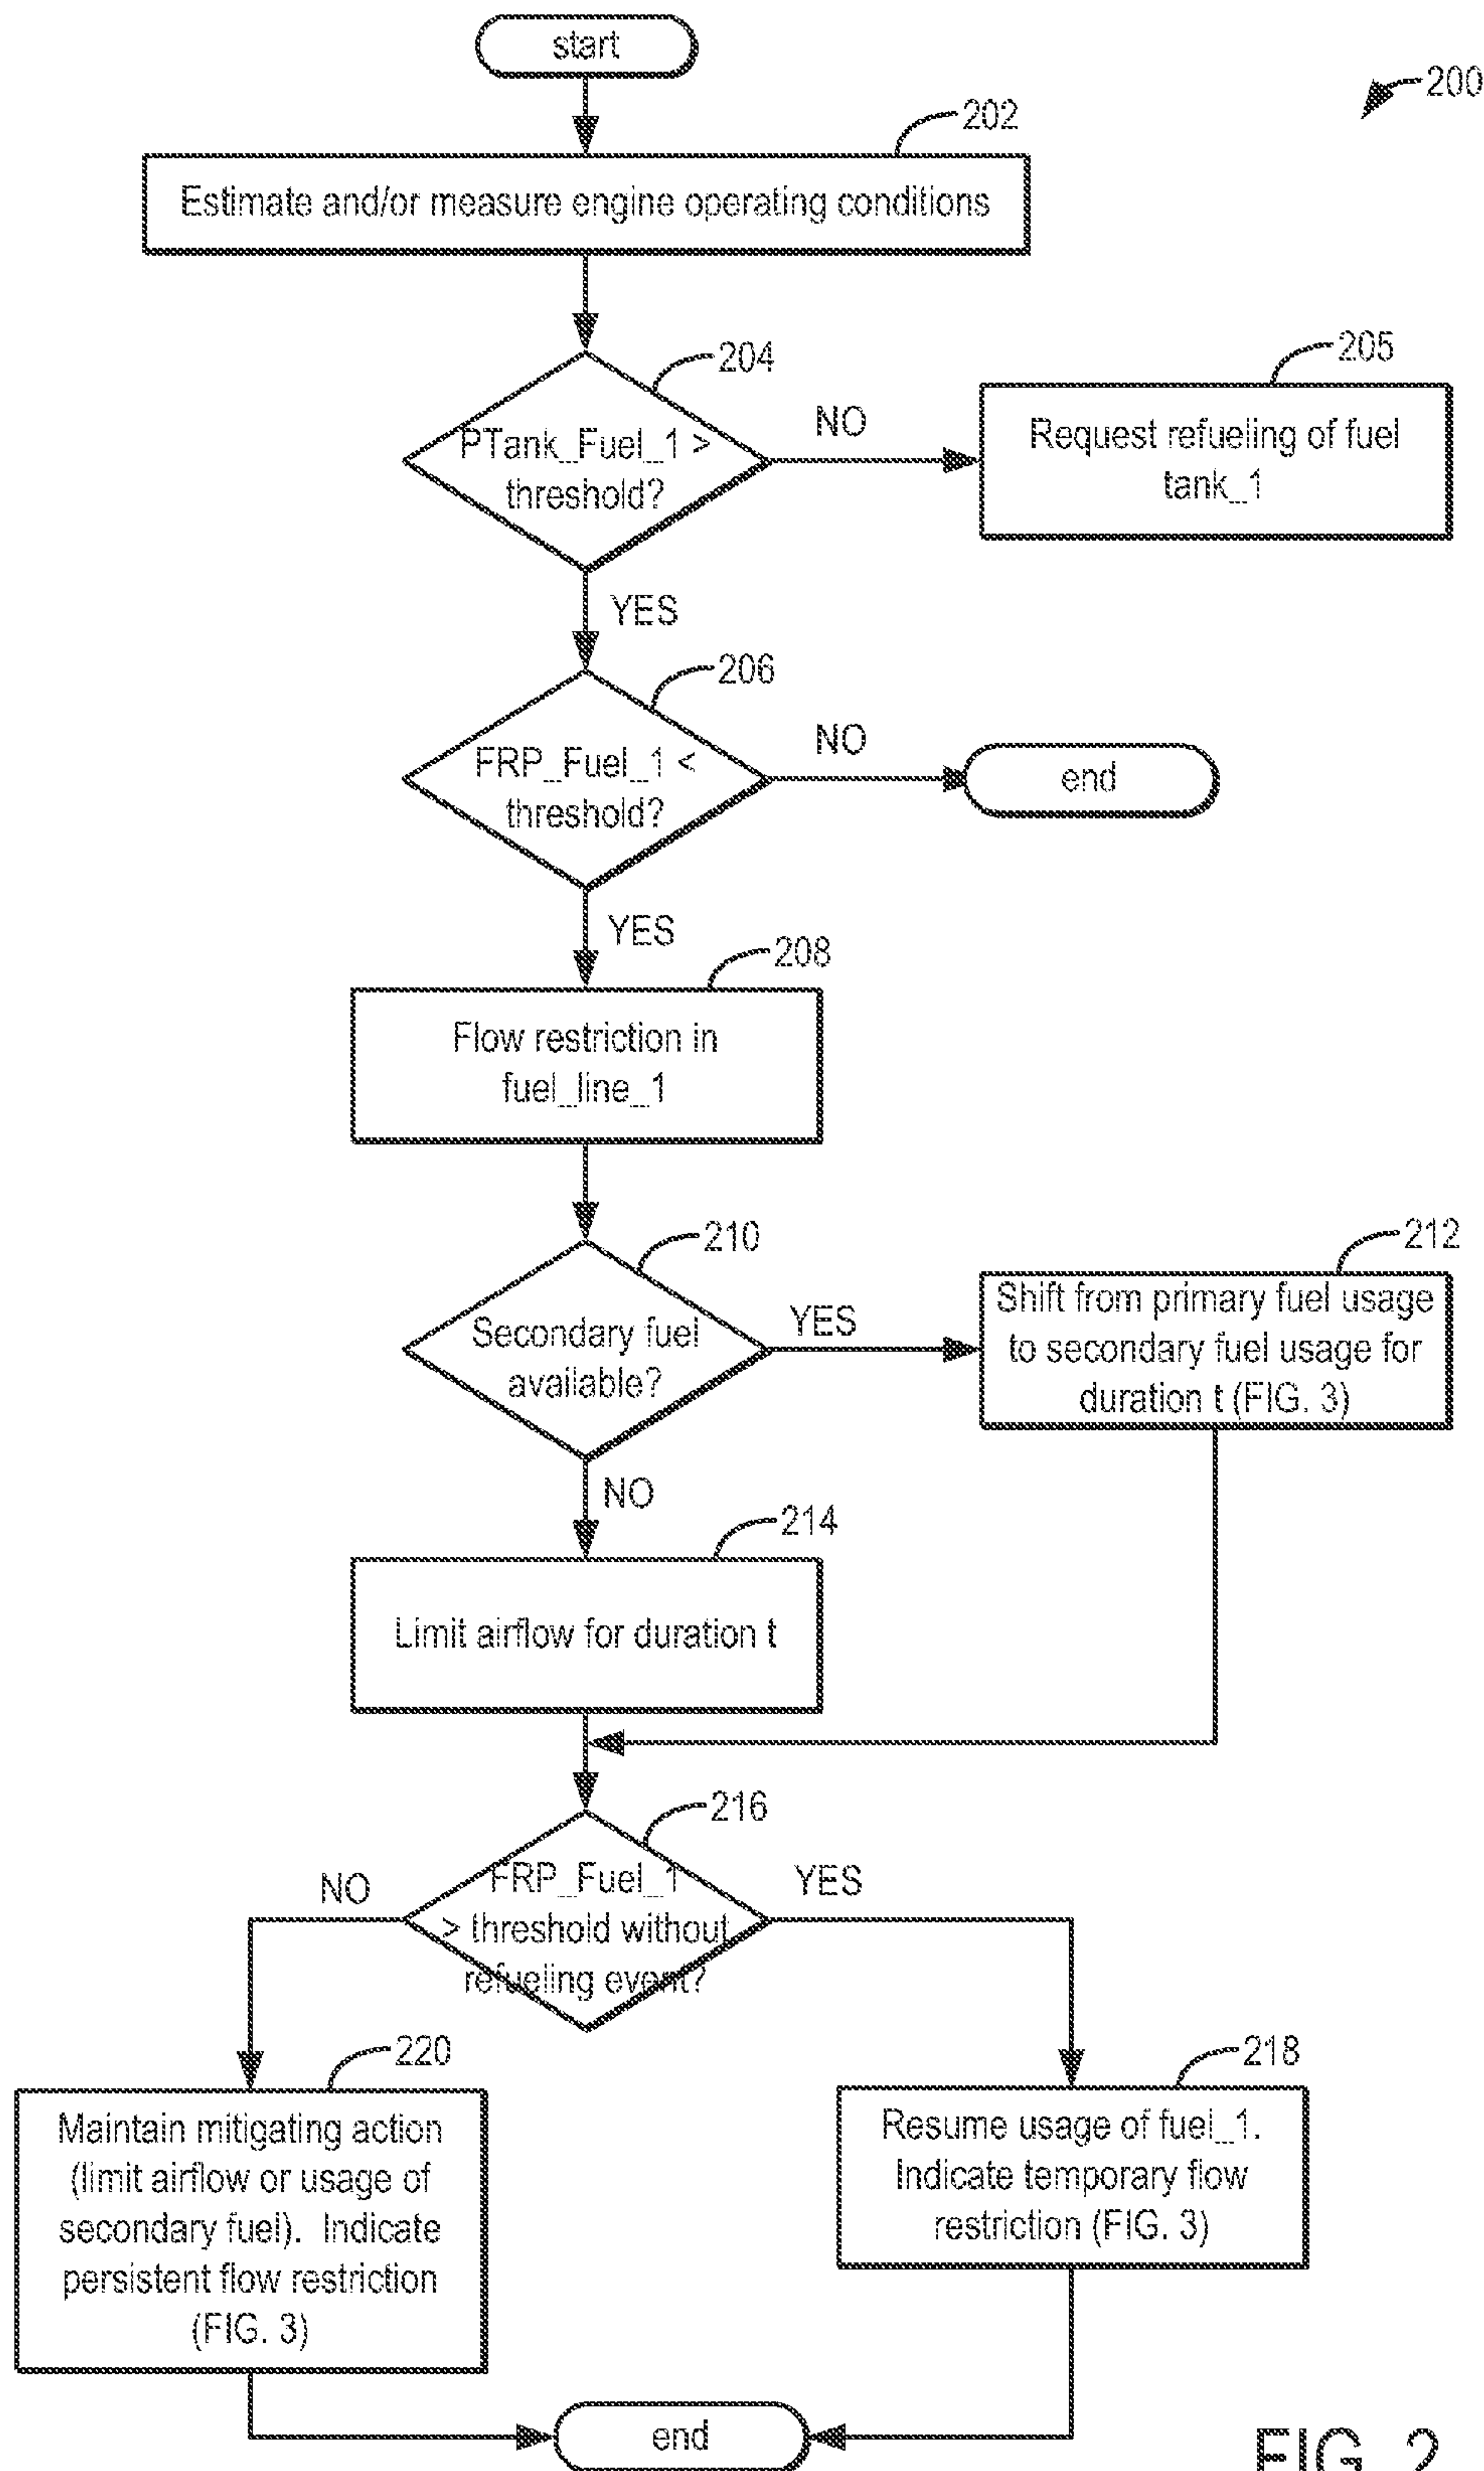 start
200
202
Estimate and/or measure engine operating conditions
204
PTank_Fuel_1 >
threshold?
NO
205
Request refueling of fuel
tank_1
YES
206
FRP_Fuel_1 <
threshold?
NO
end
YES
208
Flow restriction in
fuel_line_1
210
Secondary fuel
available?
YES
212
Shift from primary fuel usage
to secondary fuel usage for
duration t (FIG. 3)
NO
214
Limit airflow for duration t
216
FRP_Fuel_1
> threshold without
refueling event?
NO
YES
220
Maintain mitigating action
(limit airflow or usage of
secondary fuel). Indicate
persistent flow restriction
(FIG. 3)
218
Resume usage of fuel_1.
Indicate temporary flow
restriction (FIG. 3)
end
FIG. 2